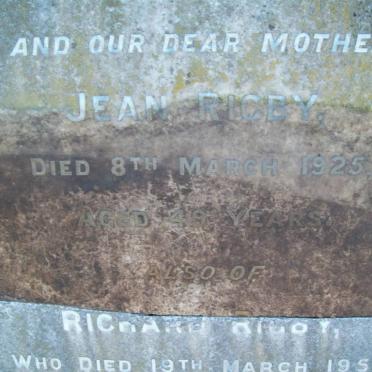 AND OUR DEAR MOTHE
JEAN RIGBY,
DIED 8TH MARCH 1925
AGED 49 YEARS.
ALSO OF
RICHARD RIGBY,
WHO DIED 19TH MARCH 195